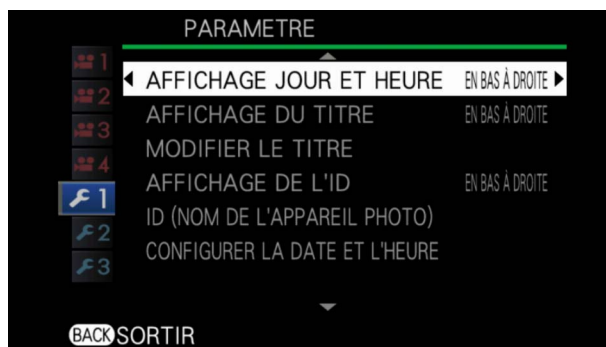 PARAMETRE
1
2
3
4
1
2
3
AFFICHAGE JOUR ET HEURE EN BAS À DROITE
AFFICHAGE DU TITRE EN BAS À DROITE
MODIFIER LE TITRE
AFFICHAGE DE L'ID EN BAS À DROITE
ID (NOM DE L'APPAREIL PHOTO)
CONFIGURER LA DATE ET L'HEURE
BACK SORTIR